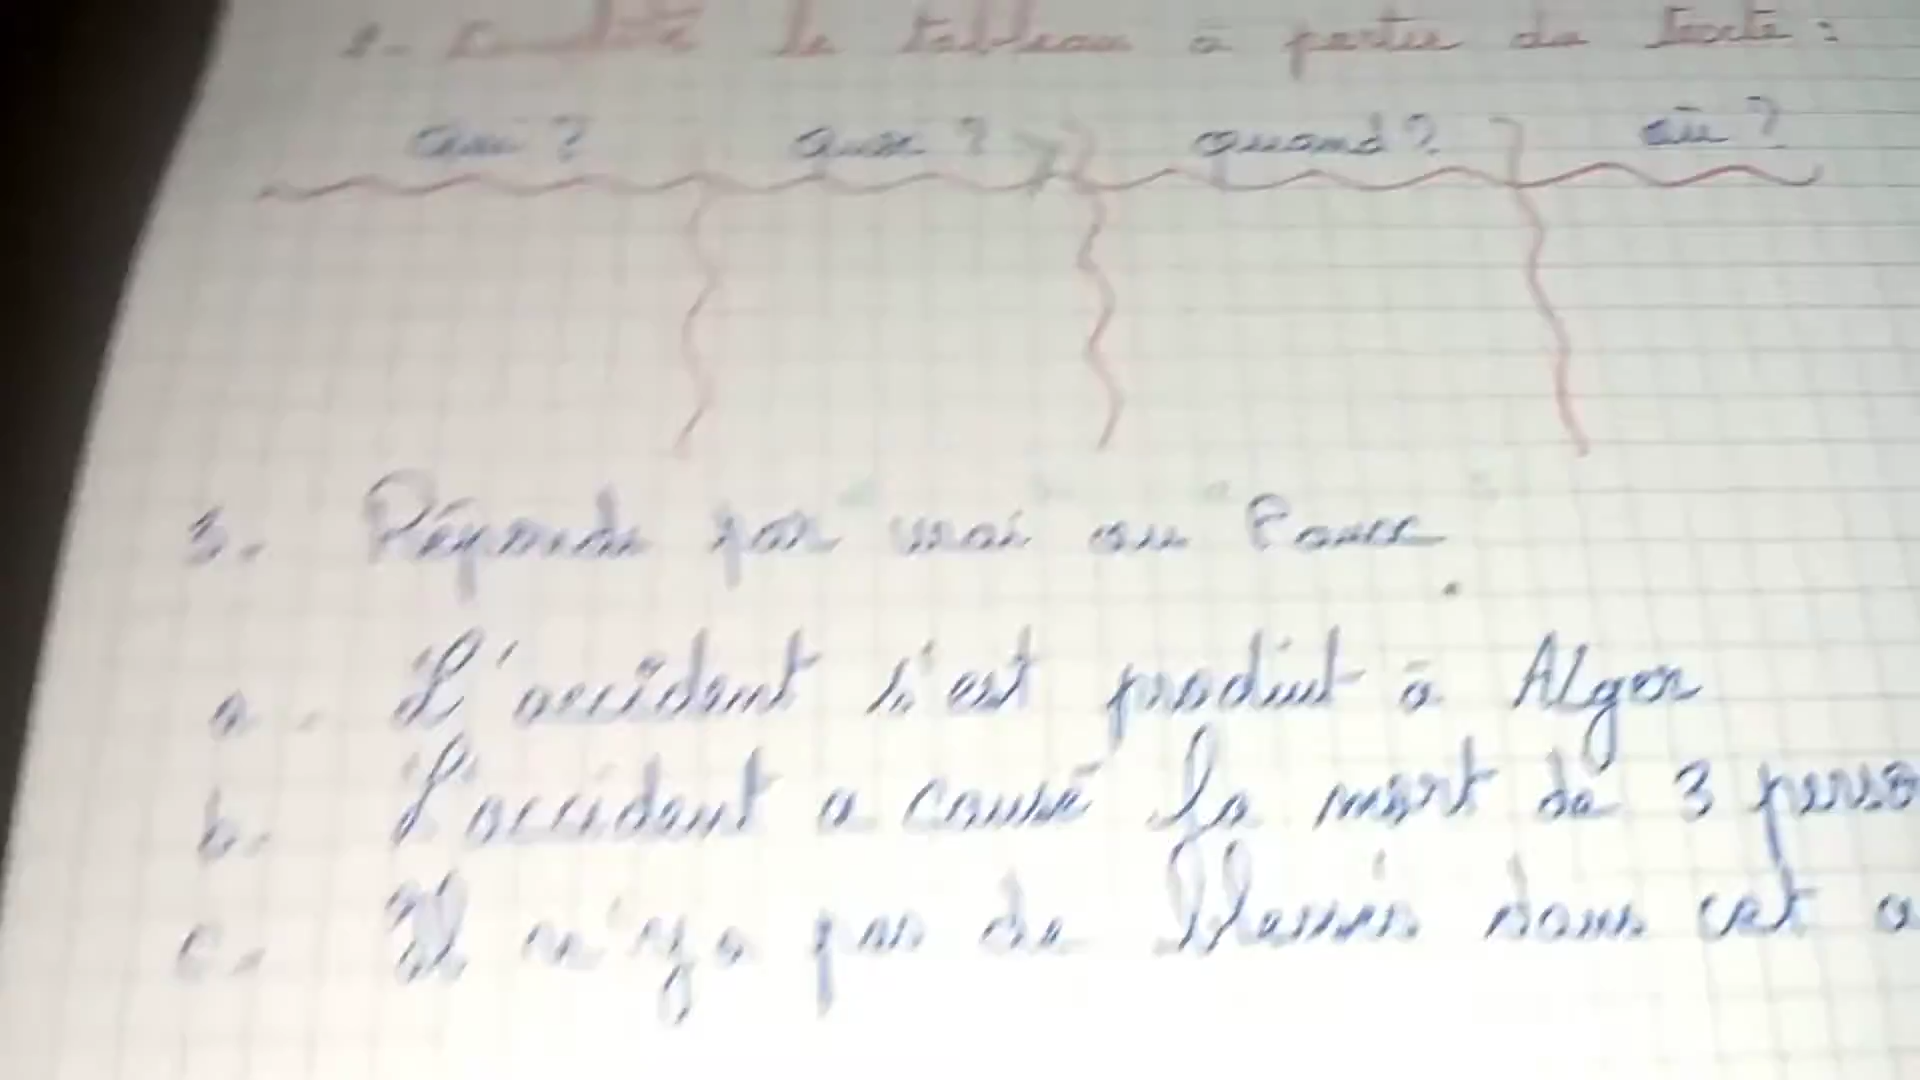 2- Complète le tableau à partir du texte :
qui ? quoi ? quand ? où ?
3. Réponds par "vrai" ou "Faux"
.
a - L'accident s'est produit à Alger
b. L'accident a causé la mort de 3 perso
c. Il n'y a pas de blessés dans cet a